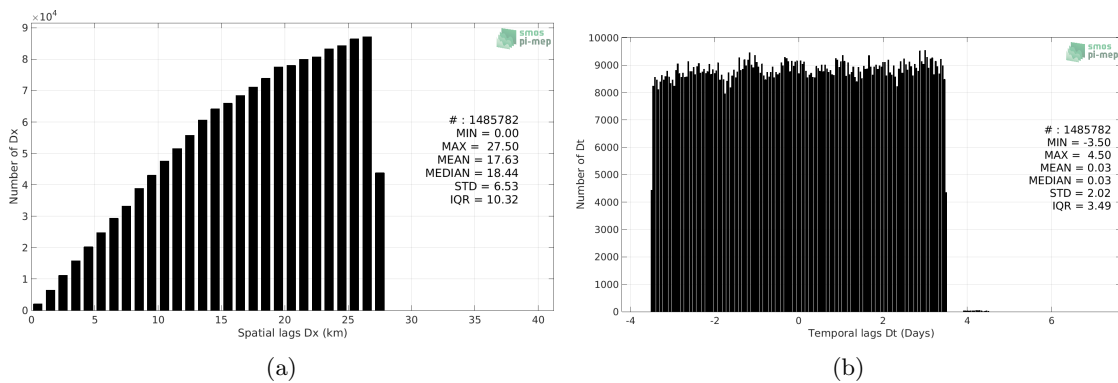 ×10⁴
9
8
7
6
5
4
3
2
1
0
Number of Dx
0
5
10
15
20
25
30
35
40
Spatial lags Dx (km)
smos
pi-mep
# : 1485782
MIN = 0.00
MAX = 27.50
MEAN = 17.63
MEDIAN = 18.44
STD = 6.53
IQR = 10.32
(a)
10000
9000
8000
7000
6000
5000
4000
3000
2000
1000
0
Number of Dt
-4
-2
0
2
4
6
Temporal lags Dt (Days)
smos
pi-mep
# : 1485782
MIN = -3.50
MAX = 4.50
MEAN = 0.03
MEDIAN = 0.03
STD = 2.02
IQR = 3.49
(b)